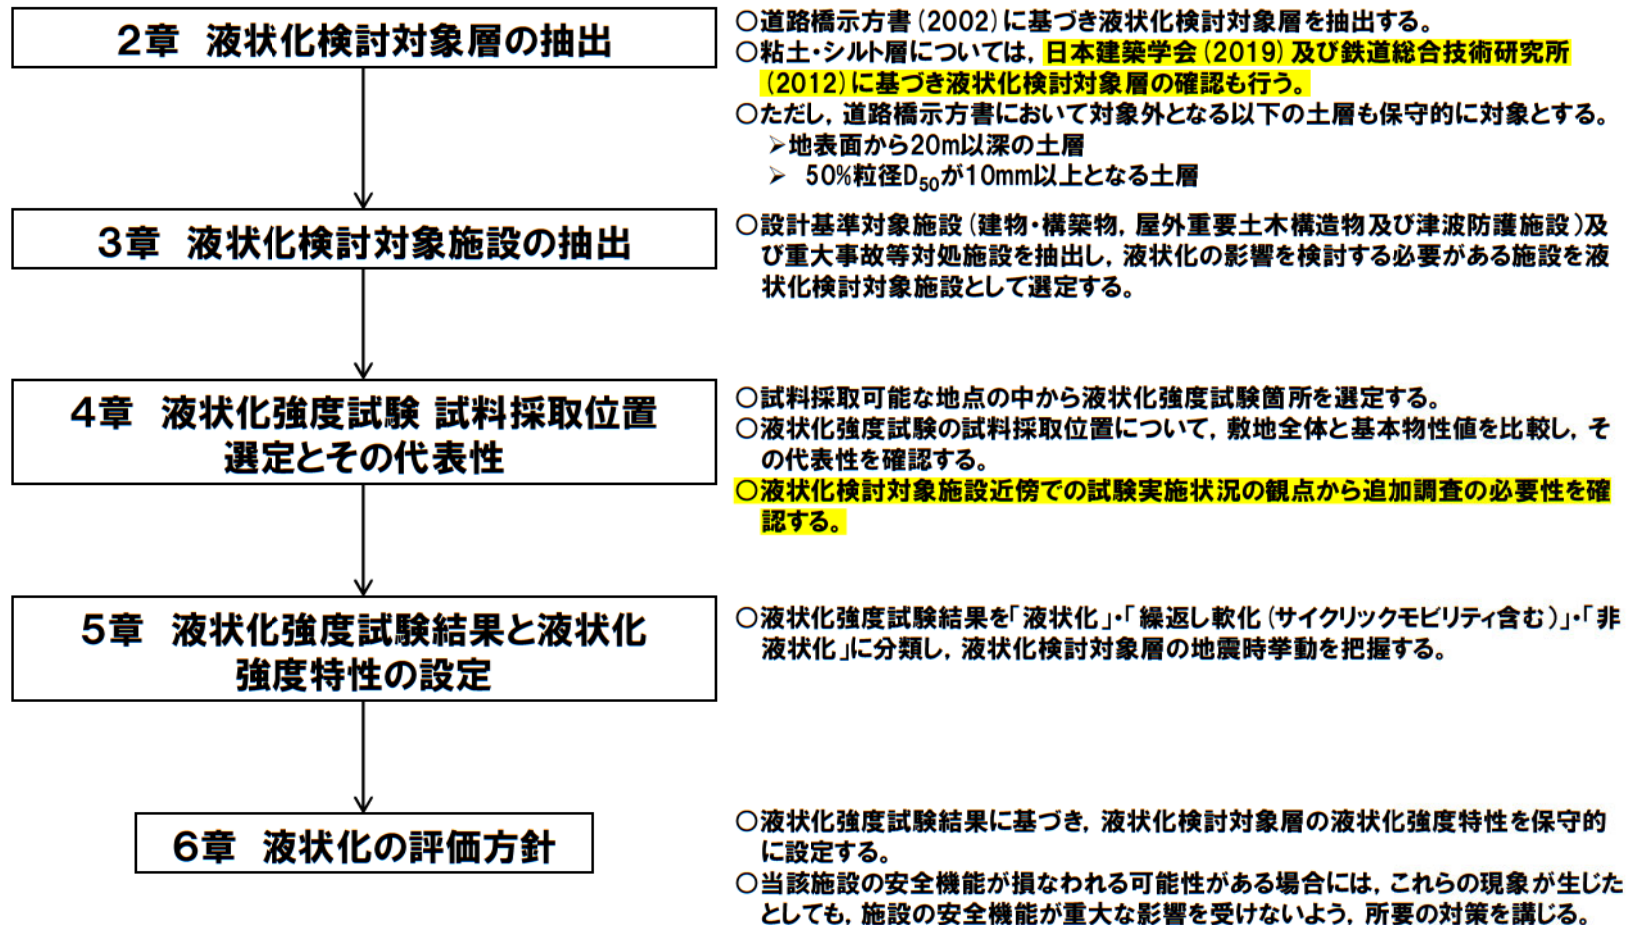 2章 液状化検討対象層の抽出
○道路橋示方書(2002)に基づき液状化検討対象層を抽出する。
○粘土・シルト層については,日本建築学会(2019)及び鉄道総合技術研究所
(2012)に基づき液状化検討対象層の確認も行う。
○ただし,道路橋示方書において対象外となる以下の土層も保守的に対象とする。
➢地表面から20m以深の土層
➢ 50%粒径D50が10mm以上となる土層
3章 液状化検討対象施設の抽出
○設計基準対象施設(建物・構築物,屋外重要土木構造物及び津波防護施設)及
び重大事故等対処施設を抽出し,液状化の影響を検討する必要がある施設を液
状化検討対象施設として選定する。
4章 液状化強度試験 試料採取位置
選定とその代表性
○試料採取可能な地点の中から液状化強度試験箇所を選定する。
○液状化強度試験の試料採取位置について,敷地全体と基本物性値を比較し,そ
の代表性を確認する。
○液状化検討対象施設近傍での試験実施状況の観点から追加調査の必要性を確
認する。
5章 液状化強度試験結果と液状化
強度特性の設定
○液状化強度試験結果を「液状化」・「繰返し軟化(サイクリックモビリティ含む)」・「非
液状化」に分類し,液状化検討対象層の地震時挙動を把握する。
6章 液状化の評価方針
○液状化強度試験結果に基づき,液状化検討対象層の液状化強度特性を保守的
に設定する。
○当該施設の安全機能が損なわれる可能性がある場合には,これらの現象が生じた
としても,施設の安全機能が重大な影響を受けないよう,所要の対策を講じる。